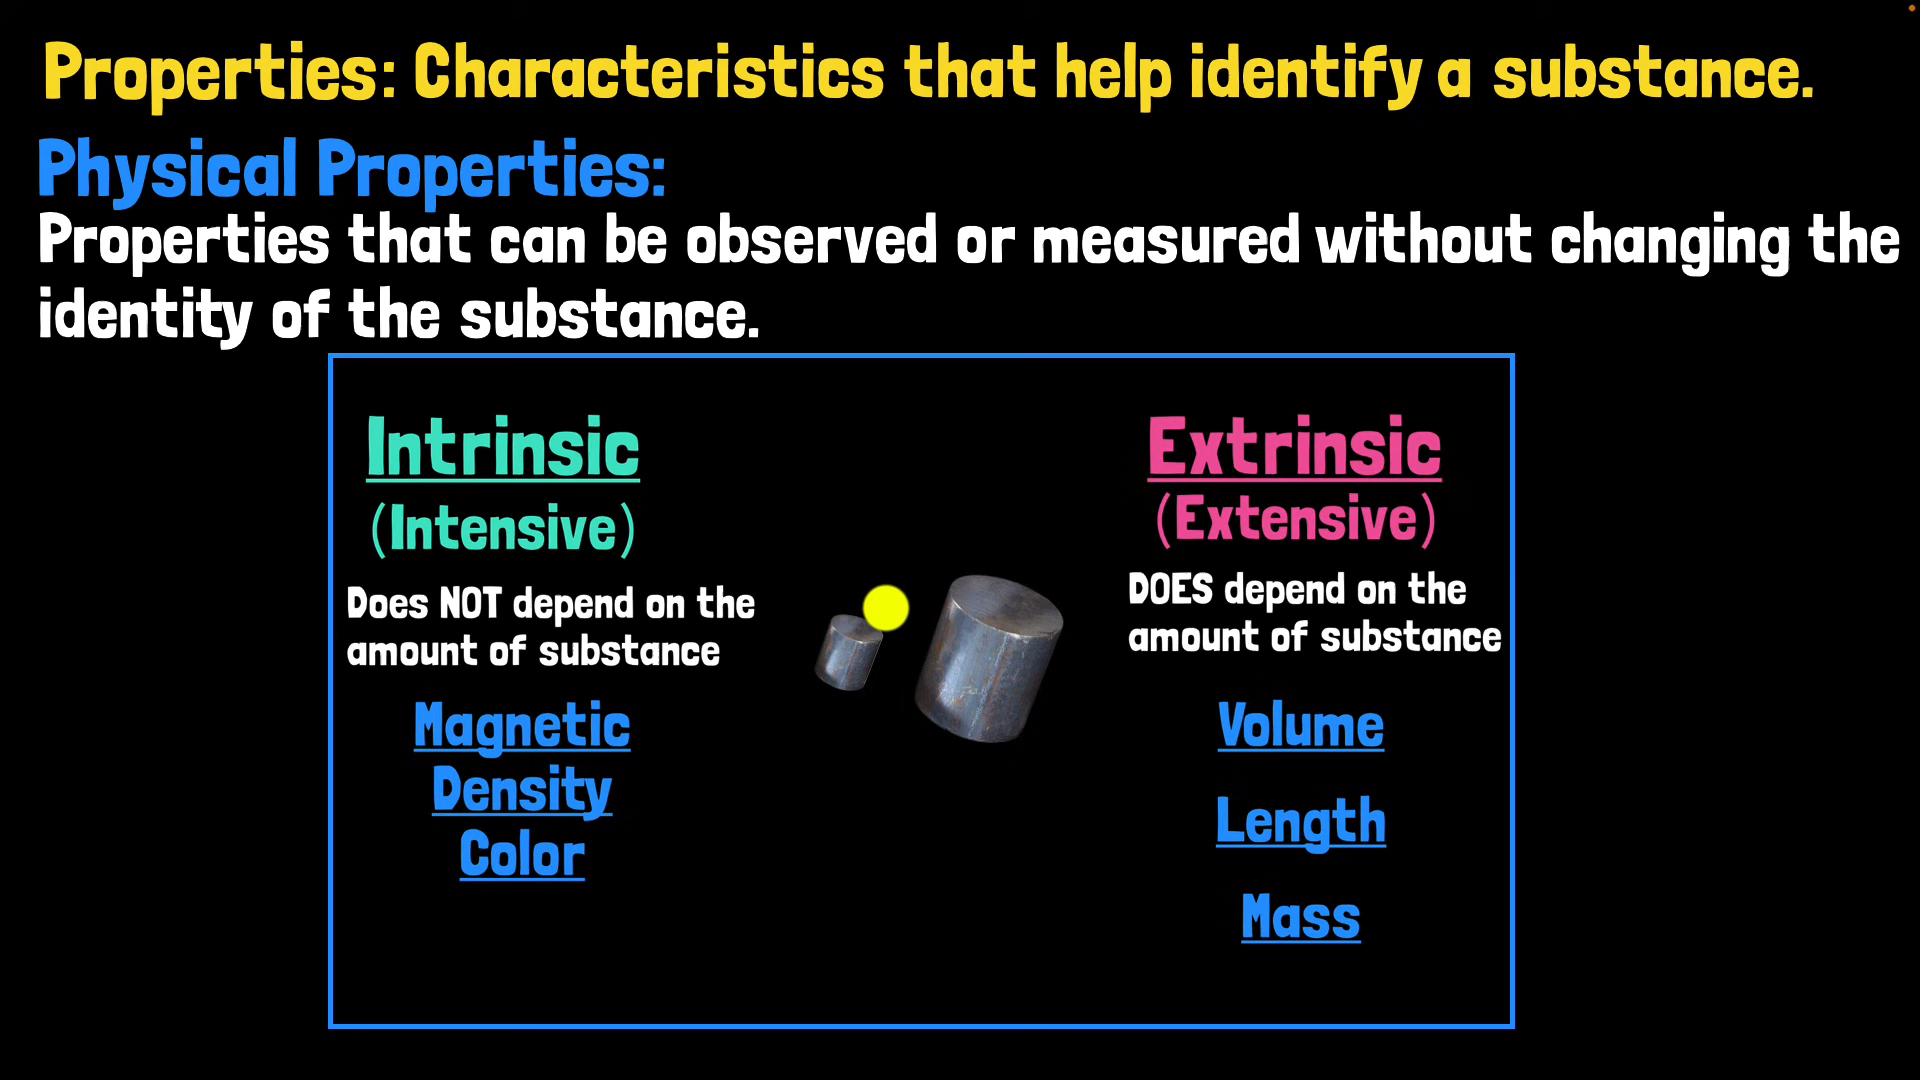 Properties: Characteristics that help identify a substance.
Physical Properties:
Properties that can be observed or measured without changing the
identity of the substance.
Intrinsic
(Intensive)
Does NOT depend on the
amount of substance
Magnetic
Density
Color
Extrinsic
(Extensive)
DOES depend on the
amount of substance
Volume
Length
Mass